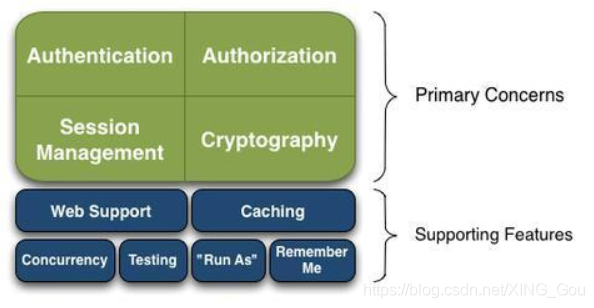 Authentication
Authorization
Primary Concerns
Session
Management
Cryptography
Web Support
Caching
Supporting Features
Concurrency
Testing
"Run As"
Remember
Me
https://blog.csdn.net/XING_Gou